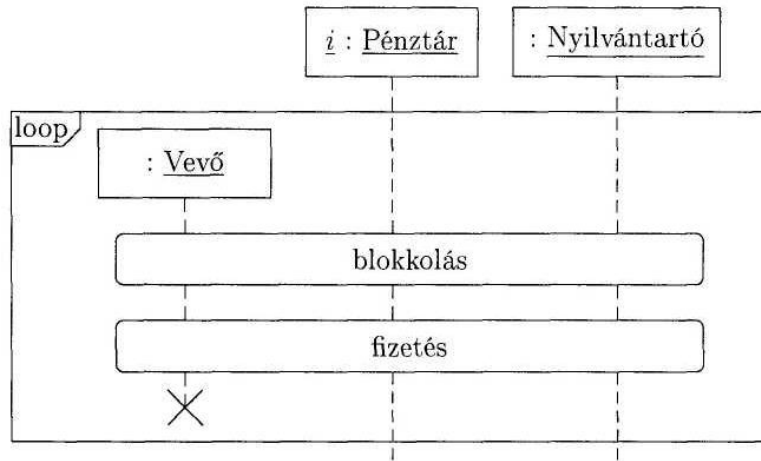 i : Pénztár
: Nyilvántartó
loop
: Vevő
blokkolás
fizetés